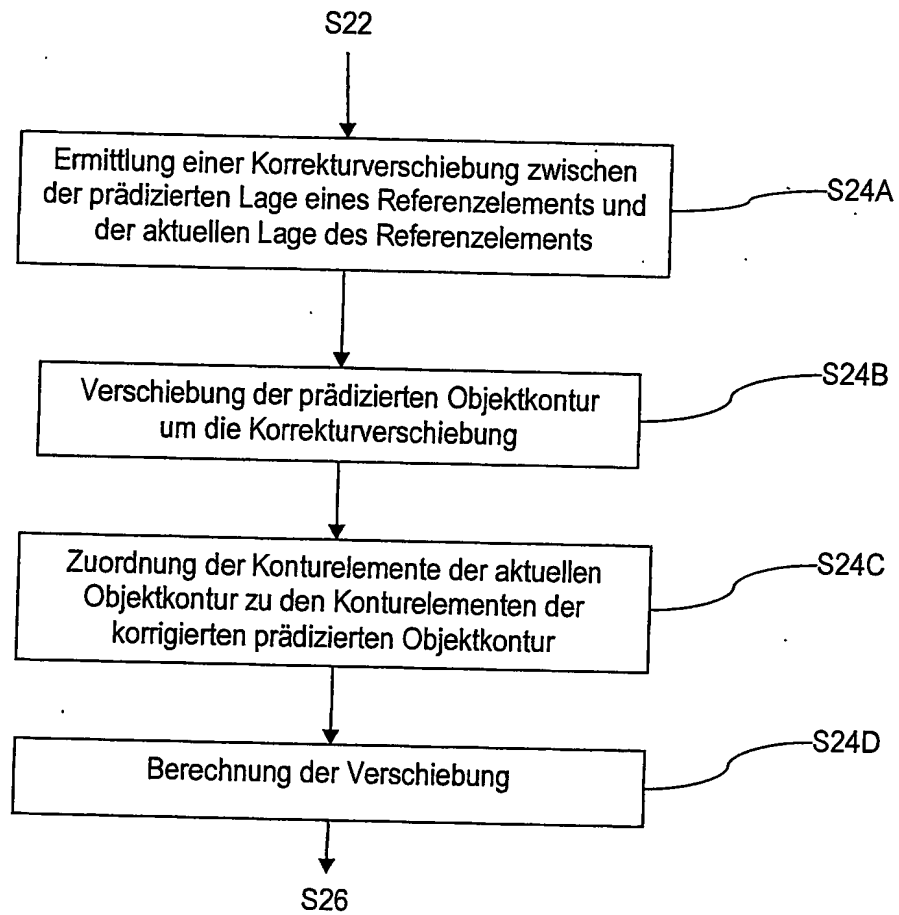 S22
Ermittlung einer Korrekturverschiebung zwischen
der prädizierten Lage eines Referenzelements und
der aktuellen Lage des Referenzelements
S24A
Verschiebung der prädizierten Objektkontur
um die Korrekturverschiebung
S24B
Zuordnung der Konturelemente der aktuellen
Objektkontur zu den Konturelementen der
korrigierten prädizierten Objektkontur
S24C
Berechnung der Verschiebung
S24D
S26